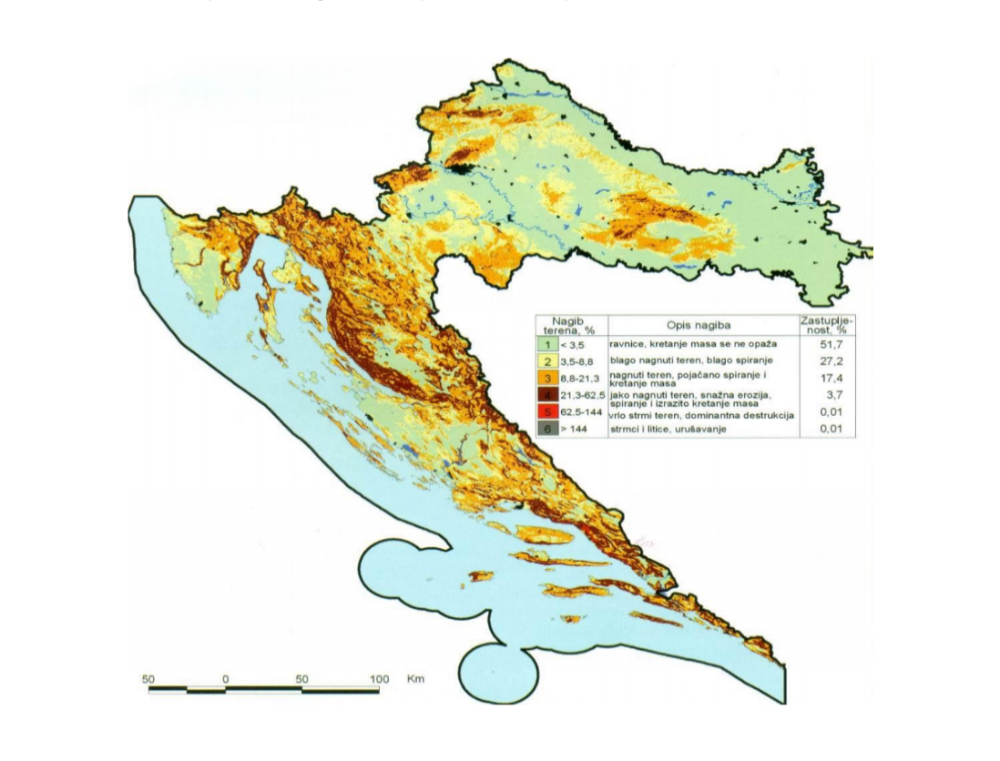 Nagib terena, %
Opis nagiba
Zastuplje-nost, %
1 < 3,5 ravnice, kretanje masa se ne opaža 51,7
2 3,5-8,8 blago nagnuti teren, blago spiranje 27,2
3 8,8-21,3 nagnuti teren, pojačano spiranje i
kretanje masa 17,4
4 21,3-62,5 jako nagnuti teren, snažna erozija,
spiranje i izrazito kretanje masa 3,7
5 62,5-144 vrlo strmi teren, dominantna destrukcija 0,01
6 > 144 strmci i litice, urušavanje 0,01
50 0 50 100 Km